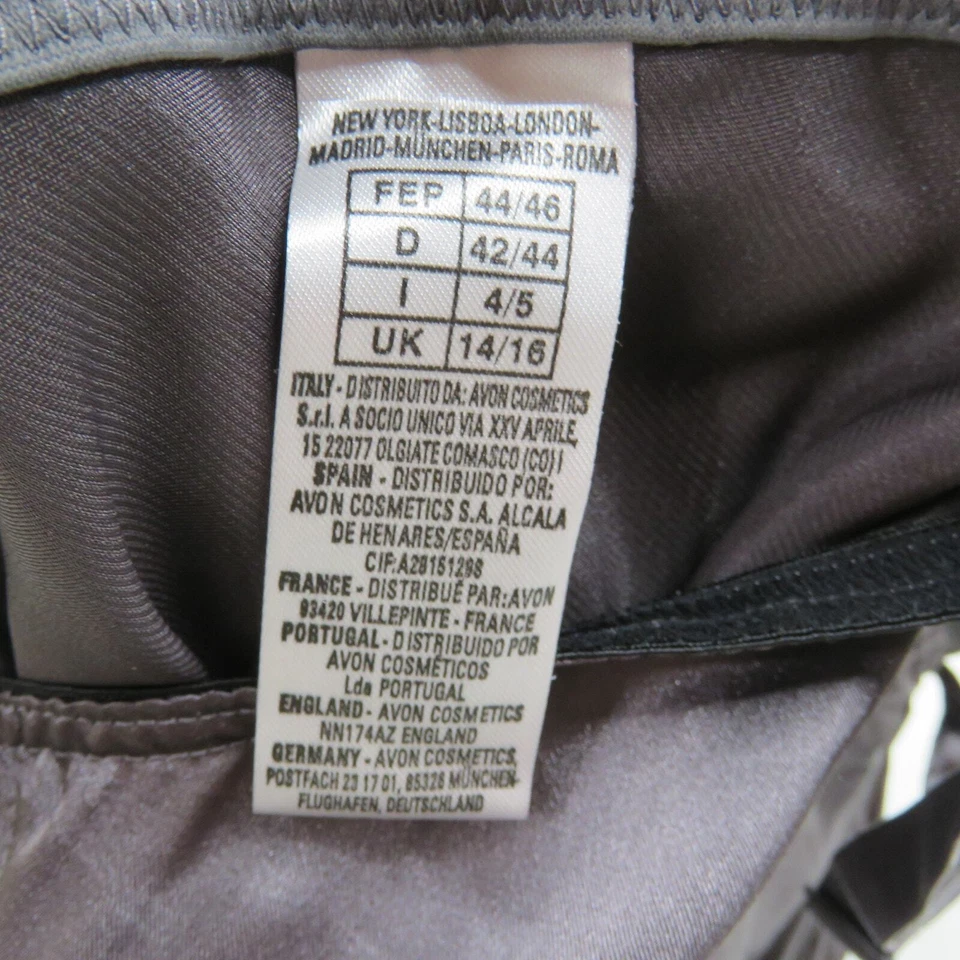 NEW YORK-LISBOA-LONDON-
MADRID-MÜNCHEN-PARIS-ROMA
FEP 44/46
D 42/44
I 4/5
UK 14/16
ITALY - DISTRIBUITO DA: AVON COSMETICS
S.r.l. A SOCIO UNICO VIA XXV APRILE,
15 22077 OLGIATE COMASCO (CO) I
SPAIN - DISTRIBUIDO POR:
AVON COSMETICS S.A. ALCALA
DE HENARES/ESPAÑA
CIF:A28151298
FRANCE - DISTRIBUÉ PAR: AVON
93420 VILLEPINTE - FRANCE
PORTUGAL - DISTRIBUIDO POR
AVON COSMÉTICOS
Lda PORTUGAL
ENGLAND - AVON COSMETICS
NN174AZ ENGLAND
GERMANY - AVON COSMETICS,
POSTFACH 23 17 01, 85328 MÜNCHEN-
FLUGHAFEN, DEUTSCHLAND